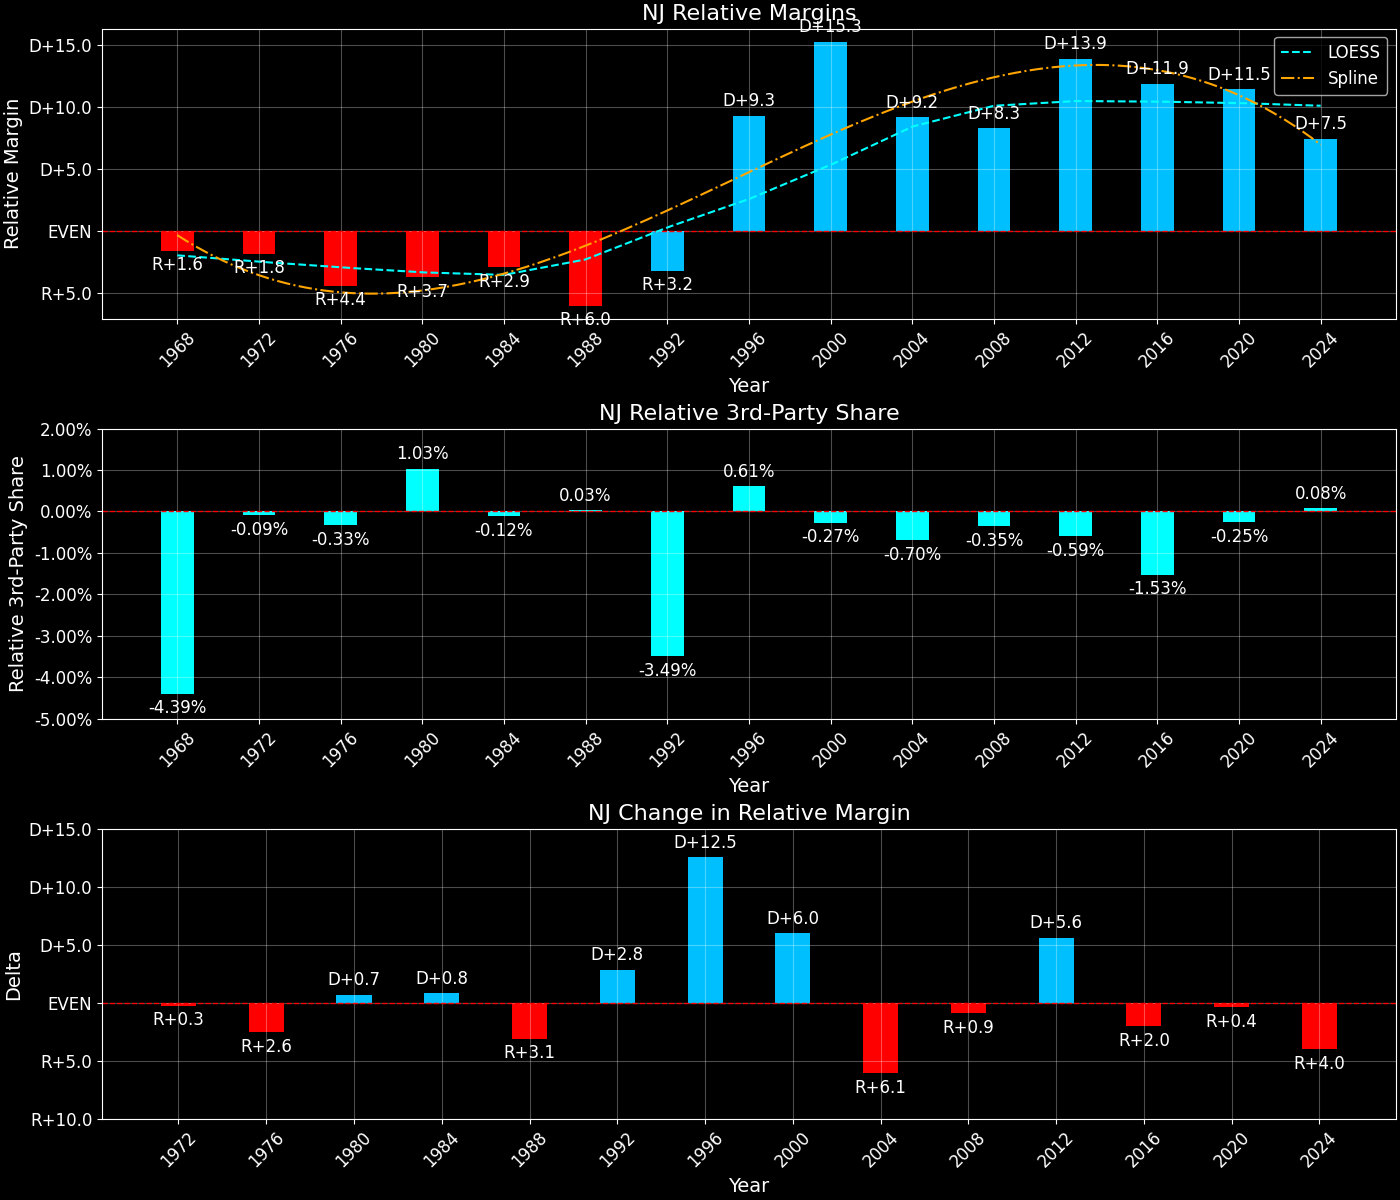 NJ Relative Margins
Relative Margin
D+15.0
D+10.0
D+5.0
EVEN
R+5.0
LOESS
Spline
R+1.6
R+1.8
R+4.4
R+3.7
R+2.9
R+6.0
R+3.2
D+9.3
D+15.3
D+9.2
D+8.3
D+13.9
D+11.9
D+11.5
D+7.5
1968
1972
1976
1980
1984
1988
1992
1996
2000
2004
2008
2012
2016
2020
2024
Year
NJ Relative 3rd-Party Share
Relative 3rd-Party Share
2.00%
1.00%
0.00%
-1.00%
-2.00%
-3.00%
-4.00%
-5.00%
-4.39%
-0.09%
-0.33%
1.03%
-0.12%
0.03%
-3.49%
0.61%
-0.27%
-0.70%
-0.35%
-0.59%
-1.53%
-0.25%
0.08%
1968
1972
1976
1980
1984
1988
1992
1996
2000
2004
2008
2012
2016
2020
2024
Year
NJ Change in Relative Margin
Delta
D+15.0
D+10.0
D+5.0
EVEN
R+5.0
R+10.0
R+0.3
R+2.6
D+0.7
D+0.8
R+3.1
D+2.8
D+12.5
D+6.0
R+6.1
R+0.9
D+5.6
R+2.0
R+0.4
R+4.0
1972
1976
1980
1984
1988
1992
1996
2000
2004
2008
2012
2016
2020
2024
Year